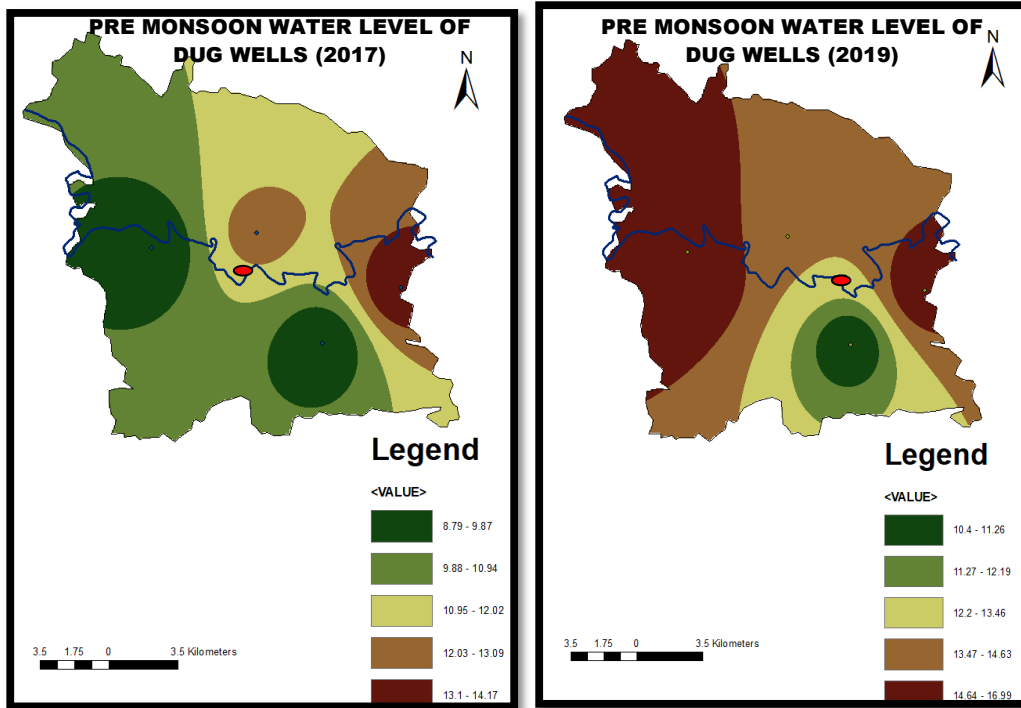 PRE MONSOON WATER LEVEL OF
DUG WELLS (2017)
N
Legend
<VALUE>
8.79 - 9.87
9.88 - 10.94
10.95 - 12.02
12.03 - 13.09
13.1 - 14.17
3.5 1.75 0 3.5 Kilometers
PRE MONSOON WATER LEVEL OF
DUG WELLS (2019)
N
Legend
<VALUE>
10.4 - 11.26
11.27 - 12.19
12.2 - 13.46
13.47 - 14.63
14.64 - 16.99
3.5 1.75 0 3.5 Kilometers